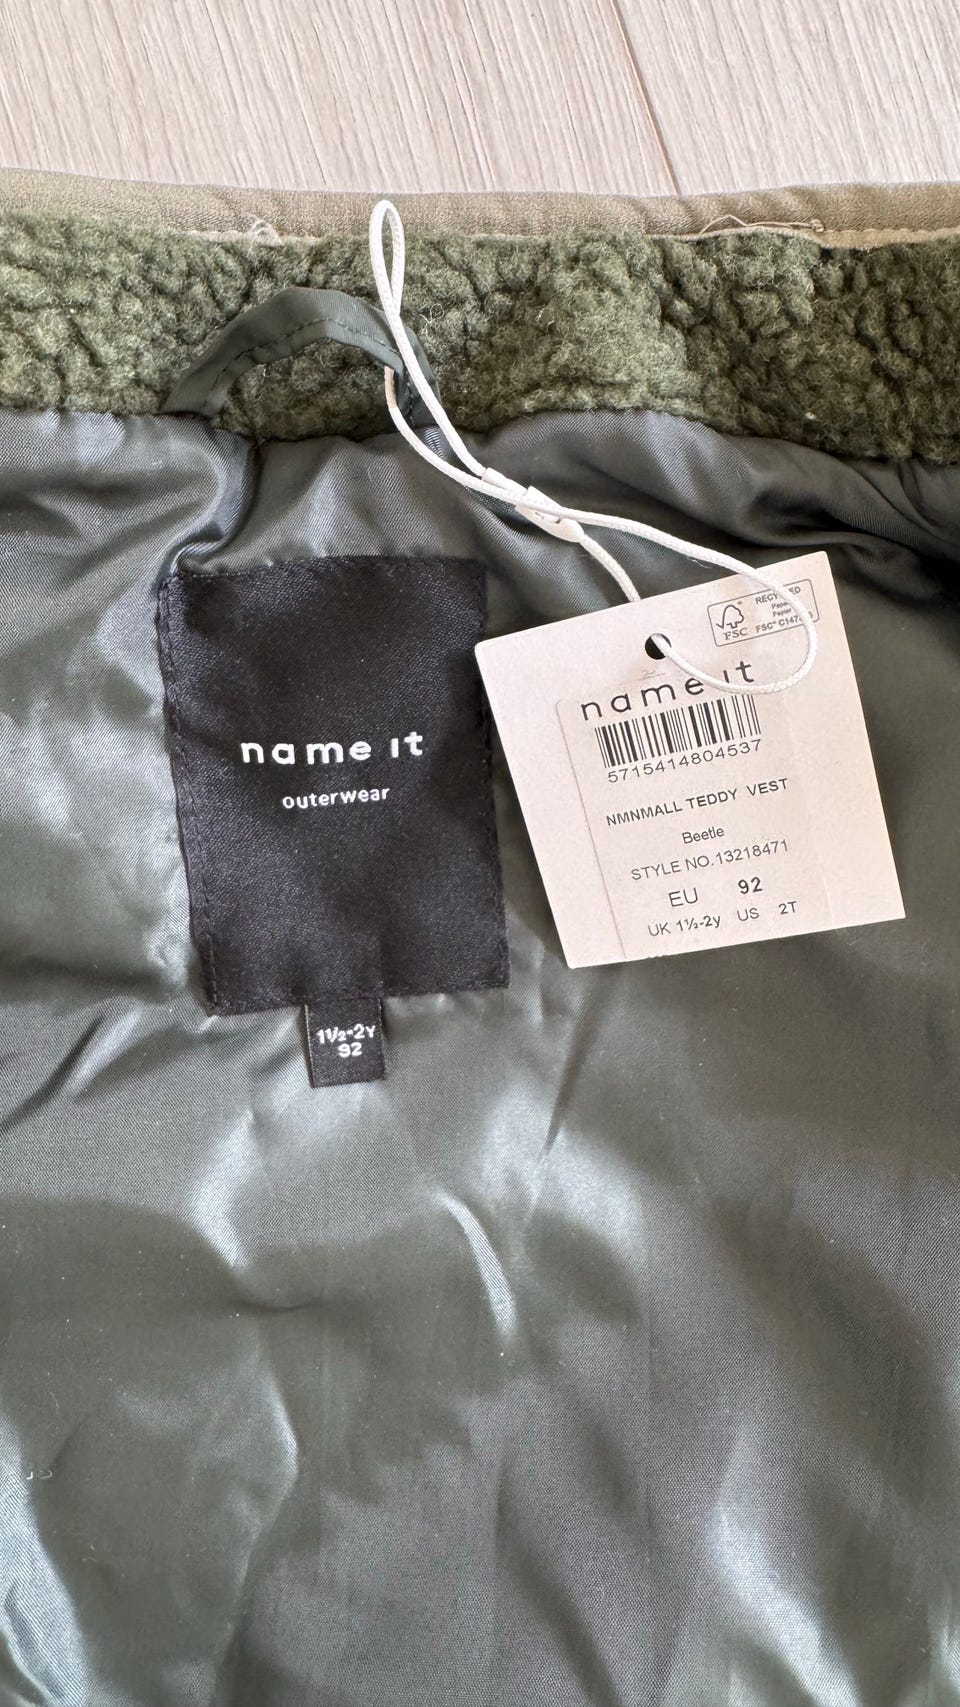 RECYCLED
FSC
name it
5715414804537
NMNMALL TEDDY VEST
Beetle
STYLE NO.13218471
EU 92
UK 1½-2y US 2T
name it
outerwear
1½-2Y
92